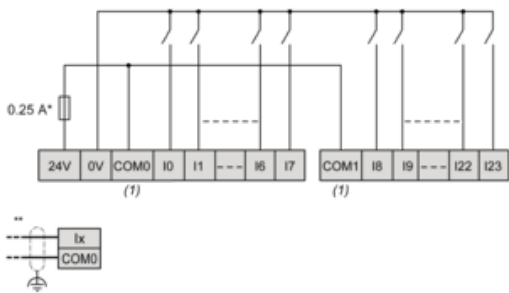 0.25 A*
24V 0V COM0 I0 I1 I6 I7 COM1 I8 I9 I22 I23
(1) (1)
**
Ix
COM0